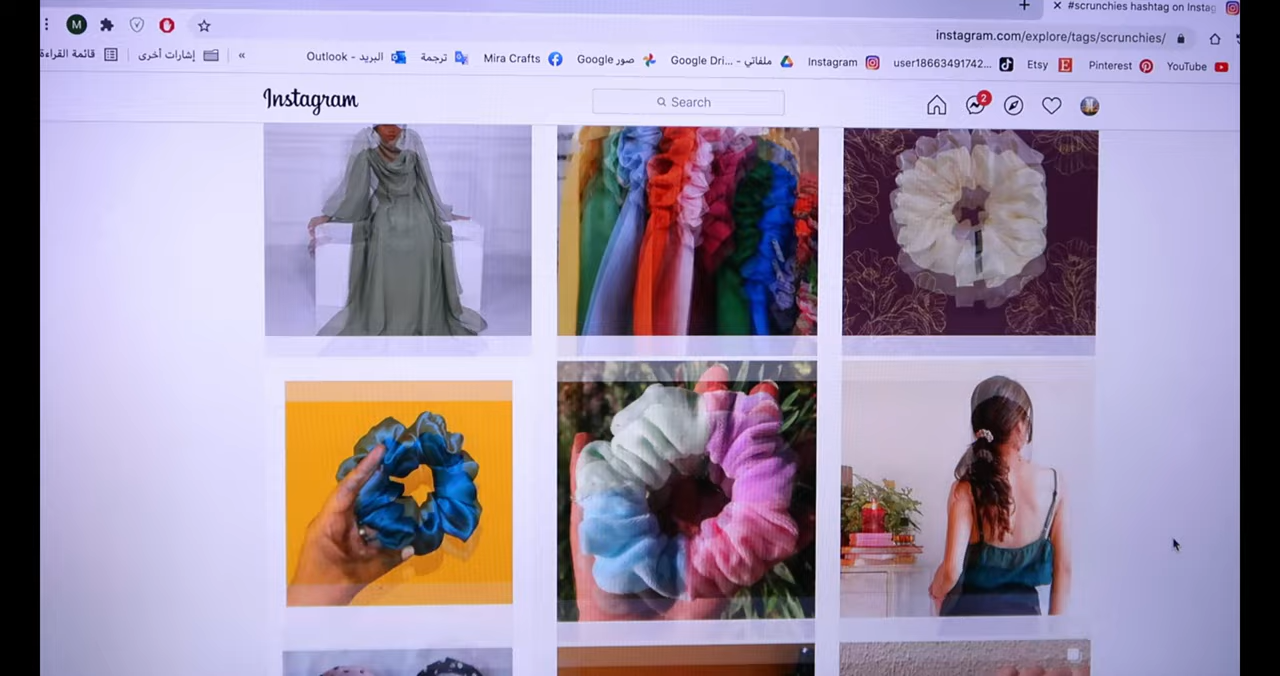 #scrunchies hashtag on Instag
M
instagram.com/explore/tags/scrunchies/
YouTube
Pinterest
Etsy
user18663491742...
Instagram
Google Dri... – ملفاتي
صور Google
Mira Crafts
ترجمة
البريد – Outlook
»
إشارات أخرى
قائمة القراءة
Instagram
Search
2